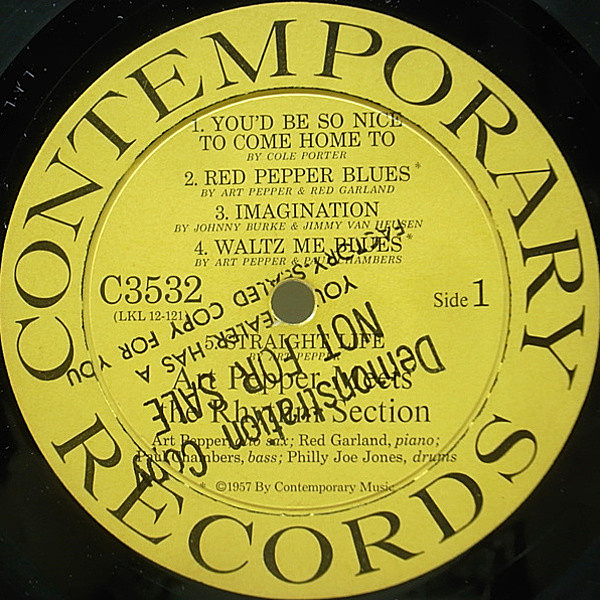 CONTEMPORARY
RECORDS
1. YOU'D BE SO NICE
TO COME HOME TO
BY COLE PORTER
2. RED PEPPER BLUES*
BY ART PEPPER & RED GARLAND
3. IMAGINATION
BY JOHNNY BURKE & JIMMY VAN HEUSEN
4. WALTZ ME BLUES*
BY ART PEPPER & PAUL CHAMBERS
C3532
(LKL 12-121)
Side 1
5. STRAIGHT LIFE
BY ART PEPPER
Art Pepper meets
the Rhythm Section
Art Pepper, alto sax; Red Garland, piano;
Paul Chambers, bass; Philly Joe Jones, drums
* ©1957 By Contemporary Music
Demonstration Copy
NOT FOR SALE
YOUR DEALER HAS A
FACTORY SEALED COPY FOR YOU